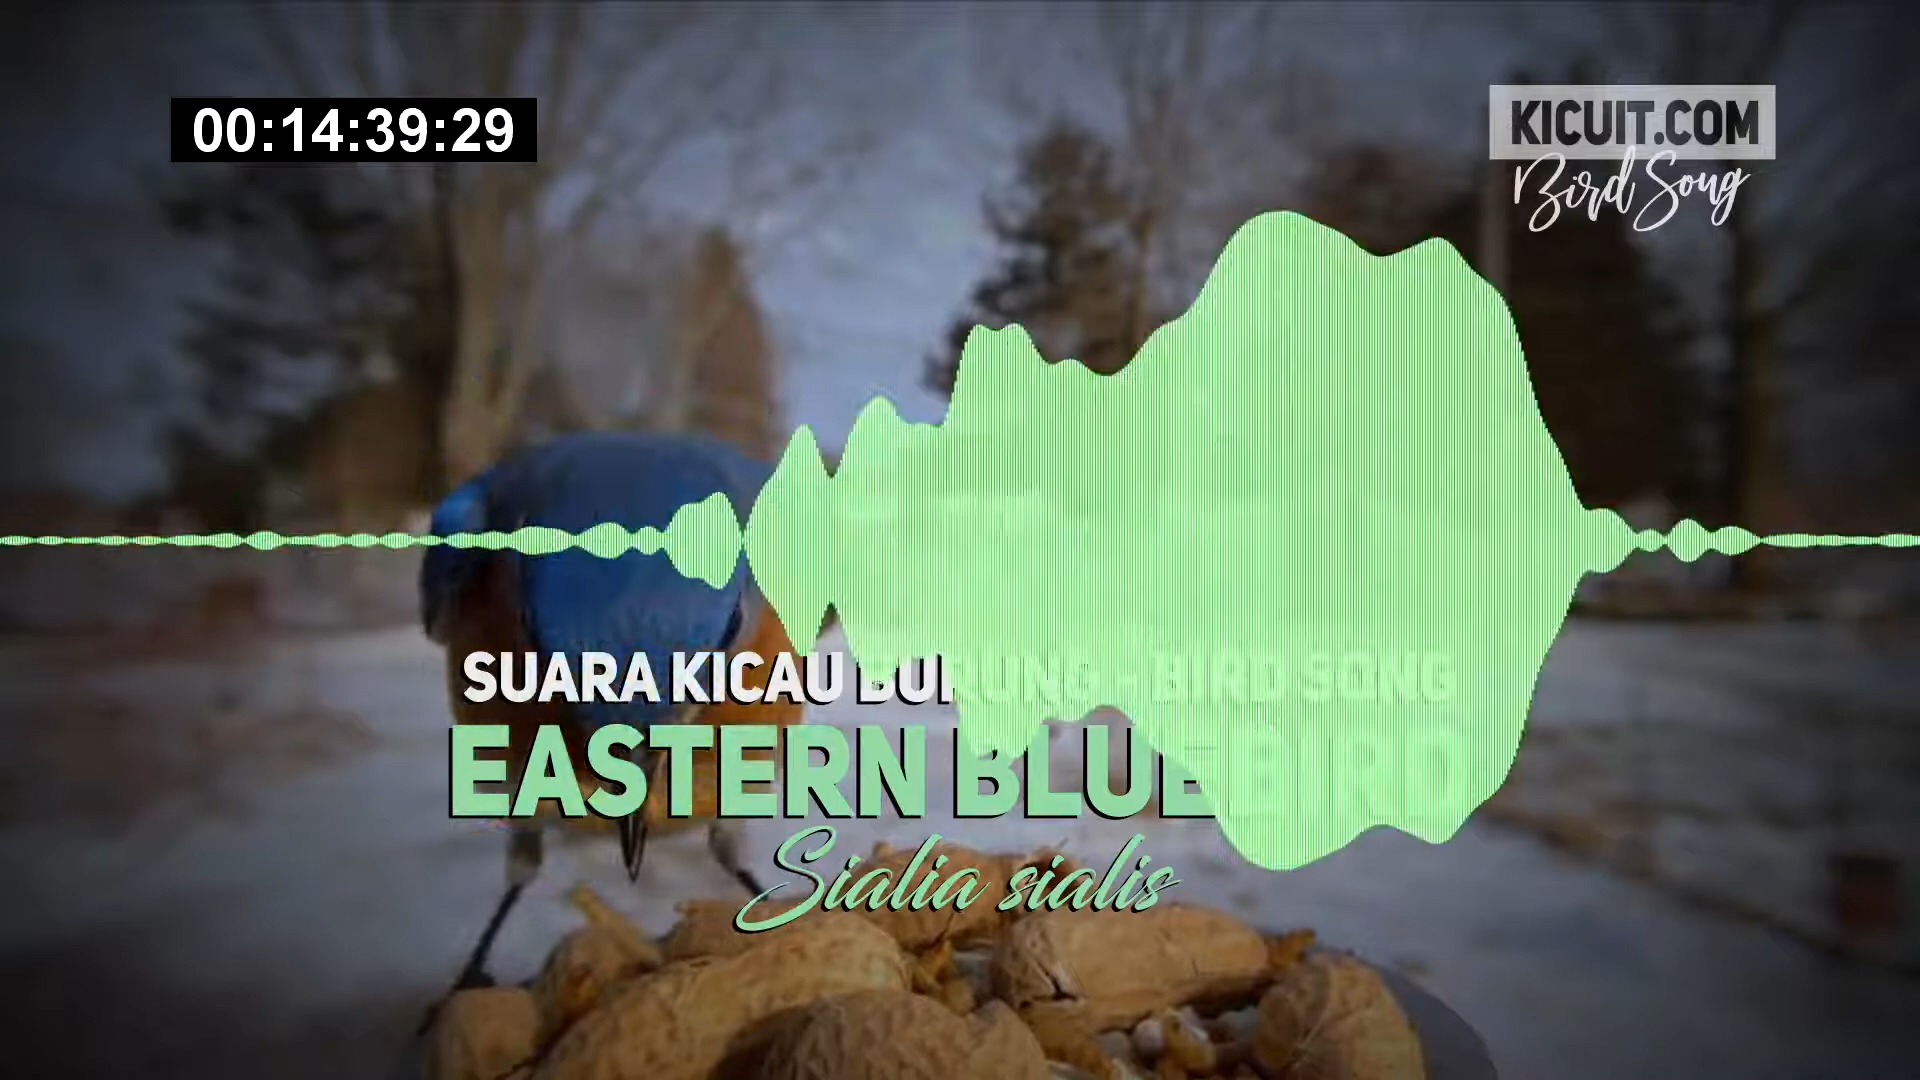 00:14:39:29
KICUIT.COM
Bird Song
SUARA KICAU BURUNG - BIRD SONG
EASTERN BLUEBIRD
Sialia sialis